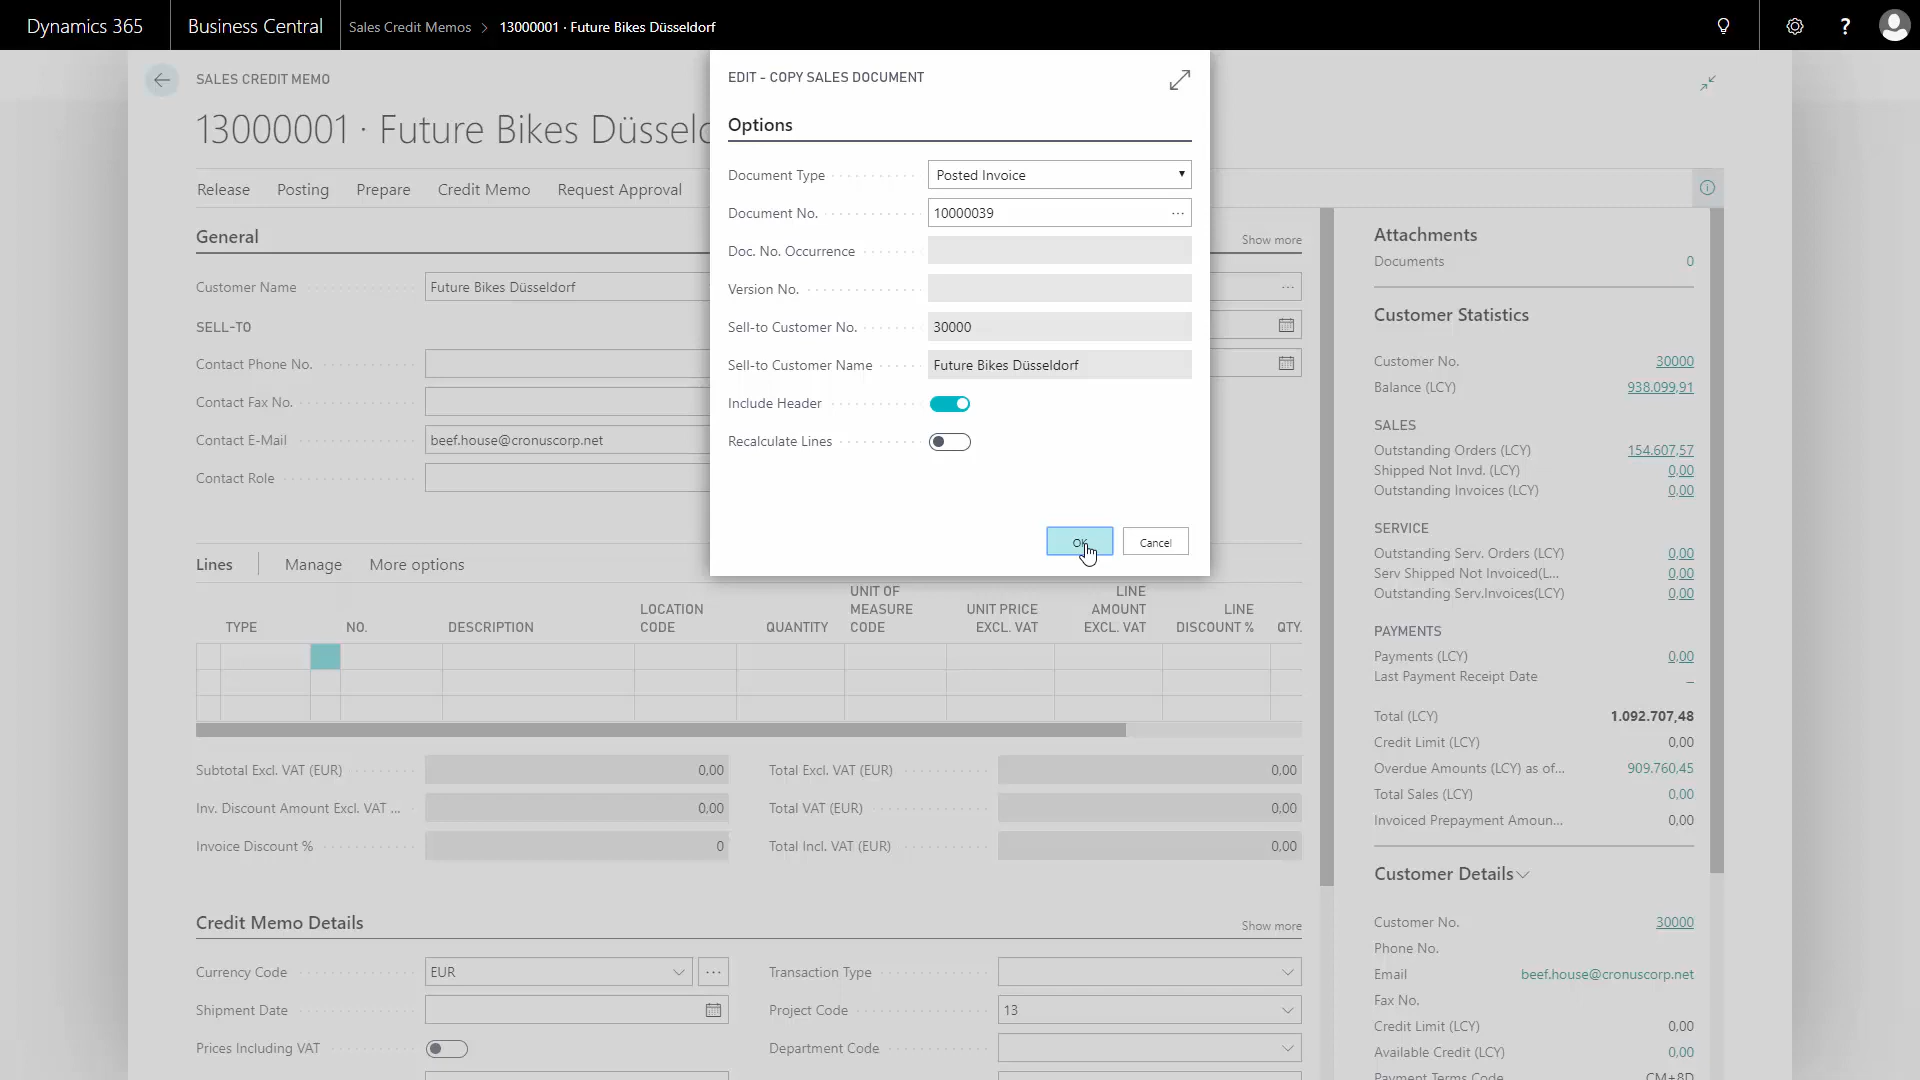 Dynamics 365
Business Central
Sales Credit Memos > 13000001 · Future Bikes Düsseldorf
?
SALES CREDIT MEMO
13000001 · Future Bikes Düsseld
Release
Posting
Prepare
Credit Memo
Request Approval
General
Show more
Customer Name
Future Bikes Düsseldorf
SELL-TO
Contact Phone No.
Contact Fax No.
Contact E-Mail
beef.house@cronuscorp.net
Contact Role
EDIT - COPY SALES DOCUMENT
Options
Document Type
Posted Invoice
Document No.
10000039
Doc. No. Occurrence
Version No.
Sell-to Customer No.
30000
Sell-to Customer Name
Future Bikes Düsseldorf
Include Header
Recalculate Lines
OK
Cancel
Lines
Manage
More options
TYPE
NO.
DESCRIPTION
LOCATION
CODE
QUANTITY
UNIT OF
MEASURE
CODE
UNIT PRICE
EXCL. VAT
LINE
AMOUNT
EXCL. VAT
LINE
DISCOUNT %
QTY.
Subtotal Excl. VAT (EUR)
0,00
Total Excl. VAT (EUR)
0,00
Inv. Discount Amount Excl. VAT ...
0,00
Total VAT (EUR)
0,00
Invoice Discount %
0
Total Incl. VAT (EUR)
0,00
Credit Memo Details
Show more
Currency Code
EUR
Transaction Type
Shipment Date
Project Code
13
Prices Including VAT
Department Code
Attachments
Documents 0
Customer Statistics
Customer No. 30000
Balance (LCY) 938.099,91
SALES
Outstanding Orders (LCY) 154.607,57
Shipped Not Invd. (LCY) 0,00
Outstanding Invoices (LCY) 0,00
SERVICE
Outstanding Serv. Orders (LCY) 0,00
Serv Shipped Not Invoiced(L... 0,00
Outstanding Serv.Invoices(LCY) 0,00
PAYMENTS
Payments (LCY) 0,00
Last Payment Receipt Date _
Total (LCY) 1.092.707,48
Credit Limit (LCY) 0,00
Overdue Amounts (LCY) as of... 909.760,45
Total Sales (LCY) 0,00
Invoiced Prepayment Amoun... 0,00
Customer Details
Customer No. 30000
Phone No.
Email beef.house@cronuscorp.net
Fax No.
Credit Limit (LCY) 0,00
Available Credit (LCY) 0,00
Payment Terms Code CM+8D